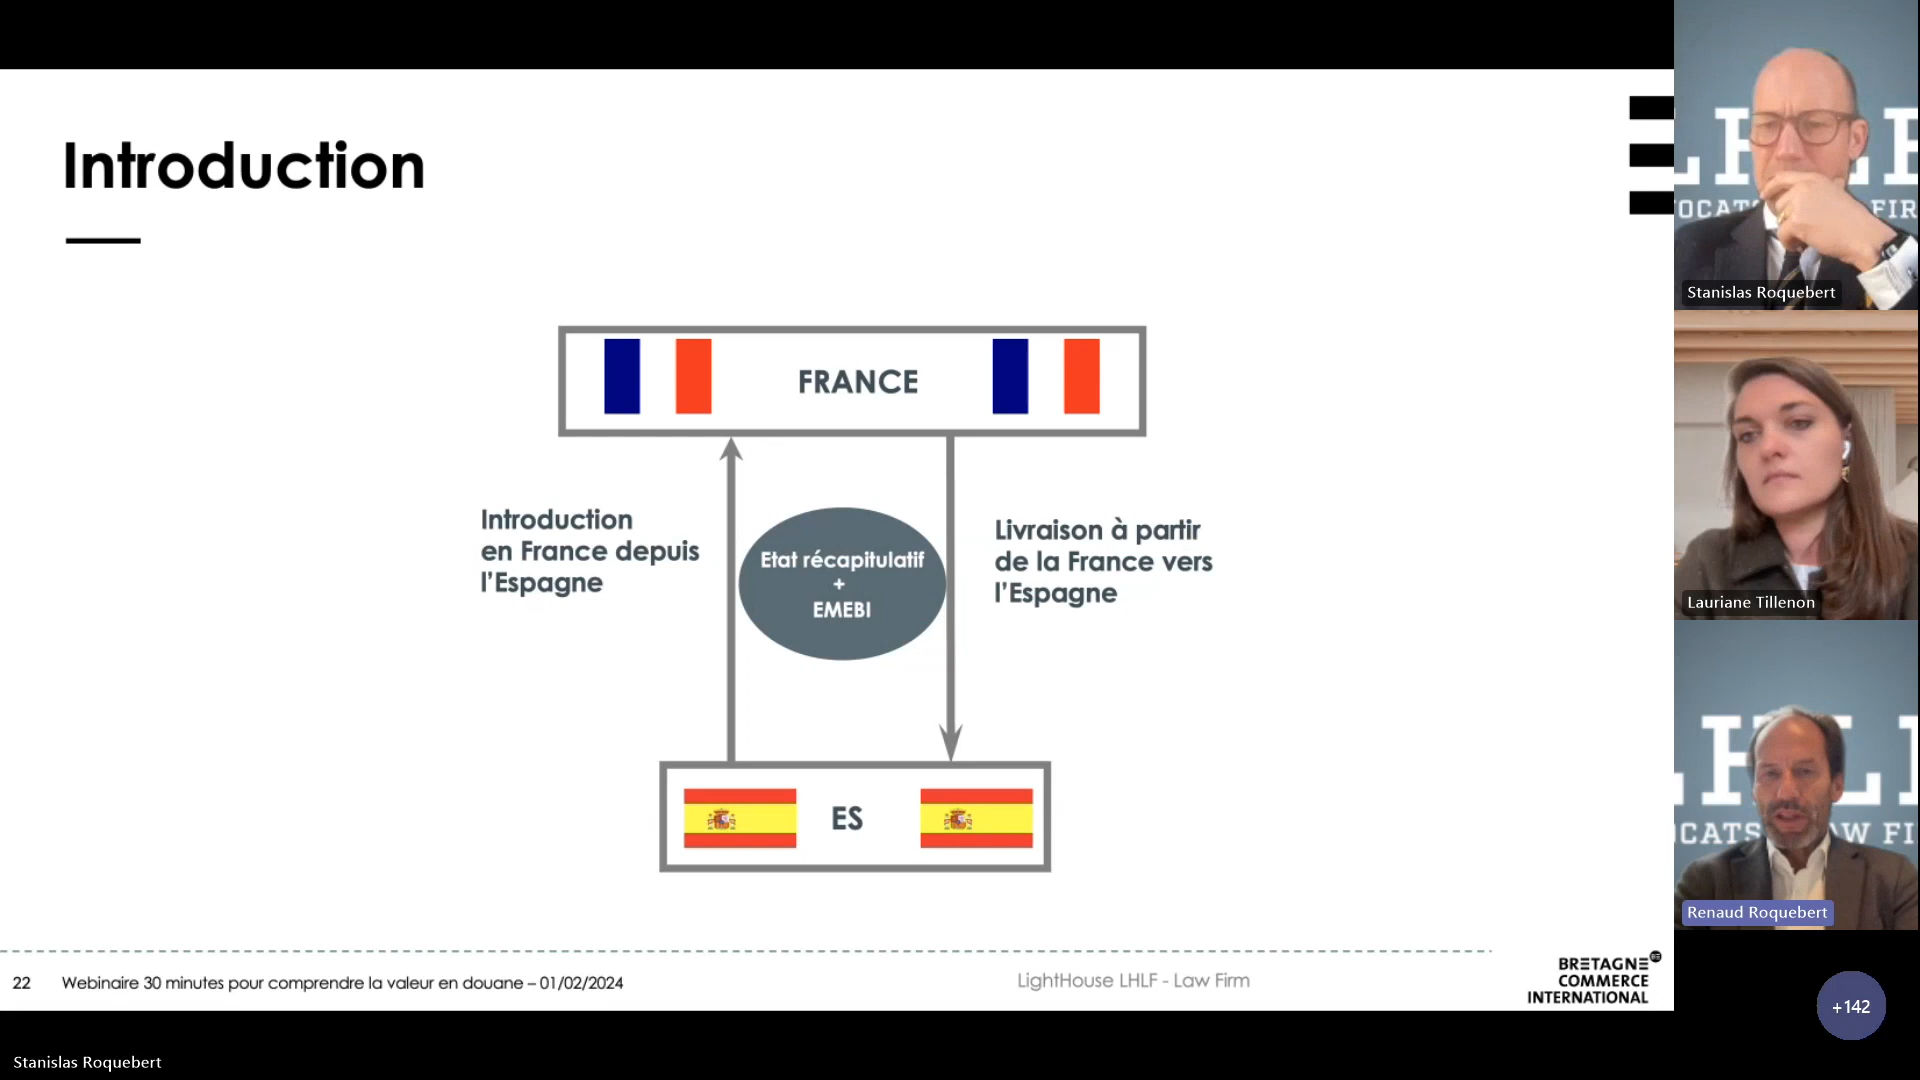 Introduction
FRANCE
Introduction
en France depuis
l'Espagne
Etat récapitulatif
+
EMEBI
Livraison à partir
de la France vers
l'Espagne
ES
22
Webinaire 30 minutes pour comprendre la valeur en douane – 01/02/2024
LightHouse LHLF - Law Firm
BRETAGNE
COMMERCE
INTERNATIONAL
Stanislas Roquebert
Lauriane Tillenon
Renaud Roquebert
+142
Stanislas Roquebert